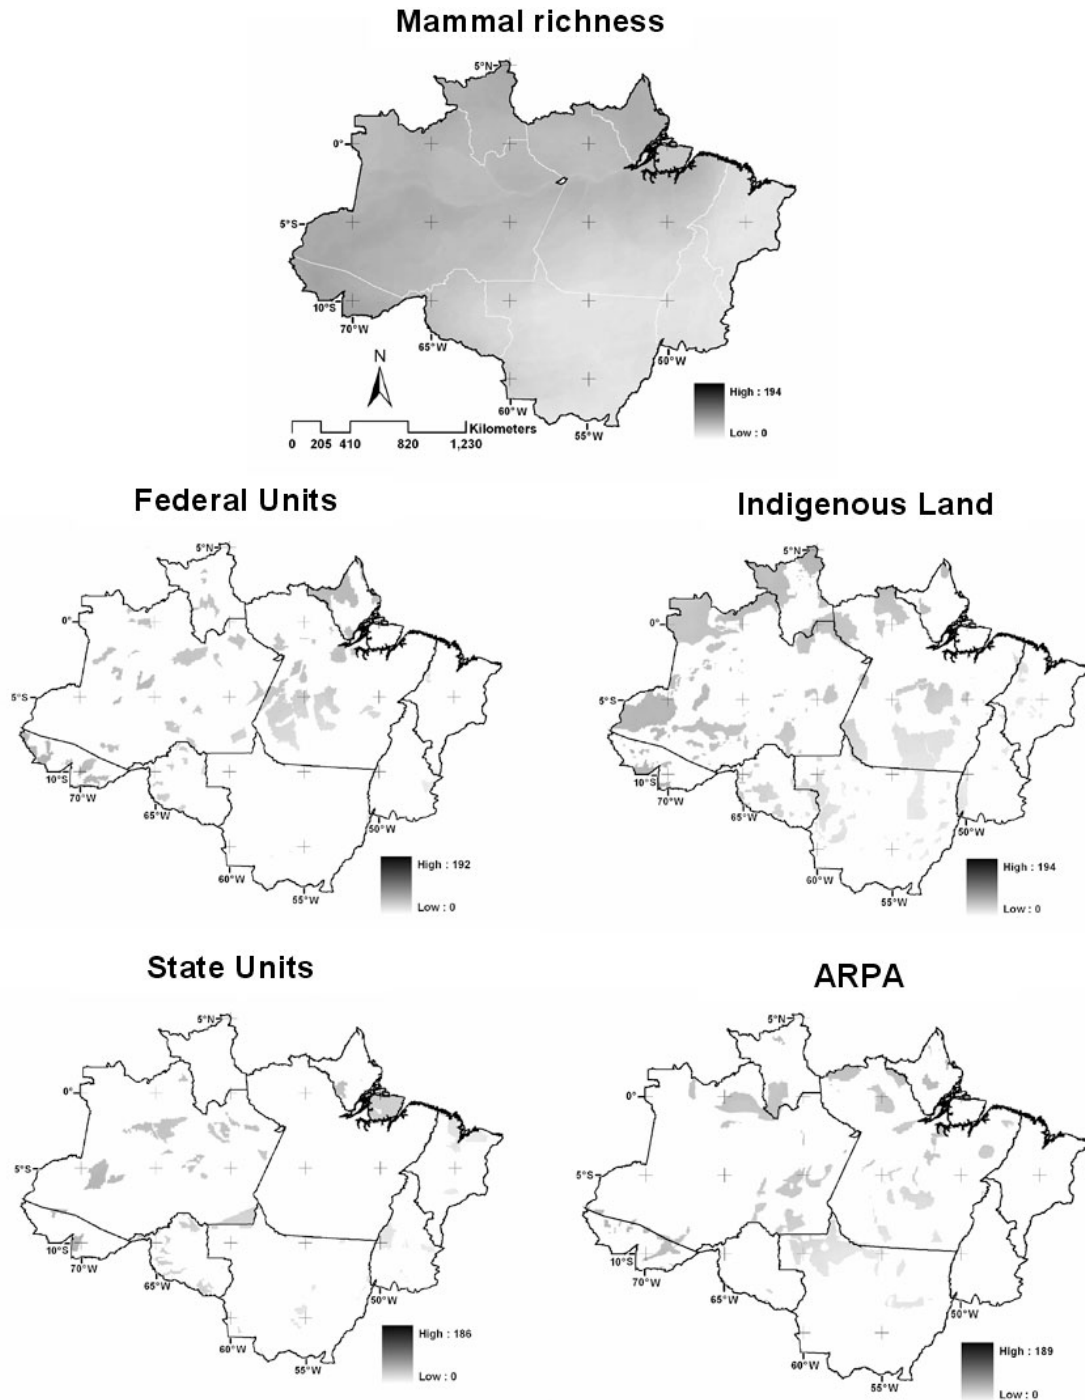 Mammal richness
5°N
0°
5°S
10°S
70°W
65°W
50°W
N
60°W
55°W
High : 194
Low : 0
Kilometers
0 205 410 820 1,230
Federal Units
5°N
0°
5°S
10°S
70°W
65°W
50°W
60°W
55°W
High : 192
Low : 0
Indigenous Land
5°N
0°
5°S
10°S
70°W
65°W
50°W
60°W
55°W
High : 194
Low : 0
State Units
5°N
0°
5°S
10°S
70°W
65°W
50°W
60°W
55°W
High : 186
Low : 0
ARPA
5°N
0°
5°S
10°S
70°W
65°W
50°W
60°W
55°W
High : 189
Low : 0